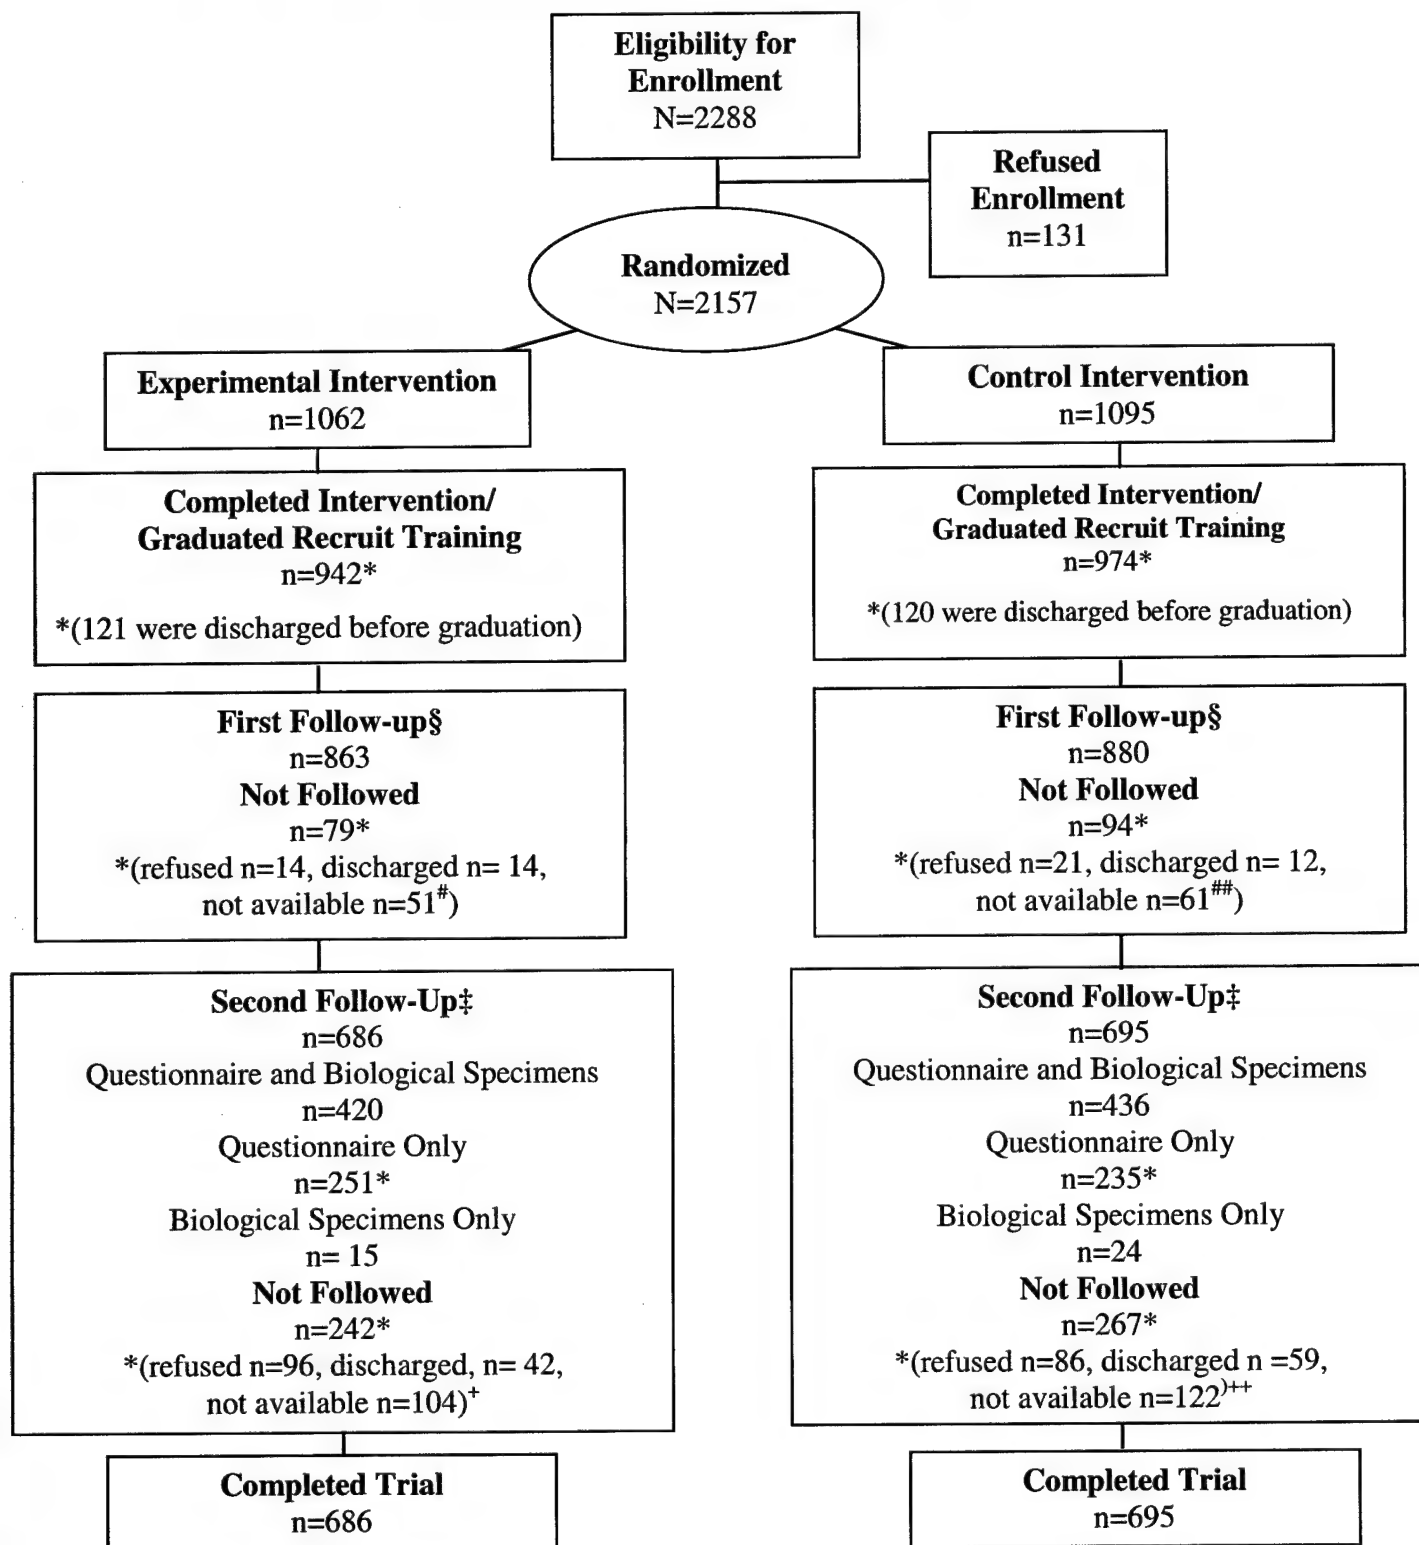 Eligibility for
Enrollment
N=2288
Refused
Enrollment
n=131
Randomized
N=2157
Experimental Intervention
n=1062
Control Intervention
n=1095
Completed Intervention/
Graduated Recruit Training
n=942*
*(121 were discharged before graduation)
Completed Intervention/
Graduated Recruit Training
n=974*
*(120 were discharged before graduation)
First Follow-up§
n=863
Not Followed
n=79*
*(refused n=14, discharged n= 14,
not available n=51#)
First Follow-up§
n=880
Not Followed
n=94*
*(refused n=21, discharged n= 12,
not available n=61##)
Second Follow-Up‡
n=686
Questionnaire and Biological Specimens
n=420
Questionnaire Only
n=251*
Biological Specimens Only
n= 15
Not Followed
n=242*
*(refused n=96, discharged, n= 42,
not available n=104)+
Second Follow-Up‡
n=695
Questionnaire and Biological Specimens
n=436
Questionnaire Only
n=235*
Biological Specimens Only
n=24
Not Followed
n=267*
*(refused n=86, discharged n =59,
not available n=122)++
Completed Trial
n=686
Completed Trial
n=695